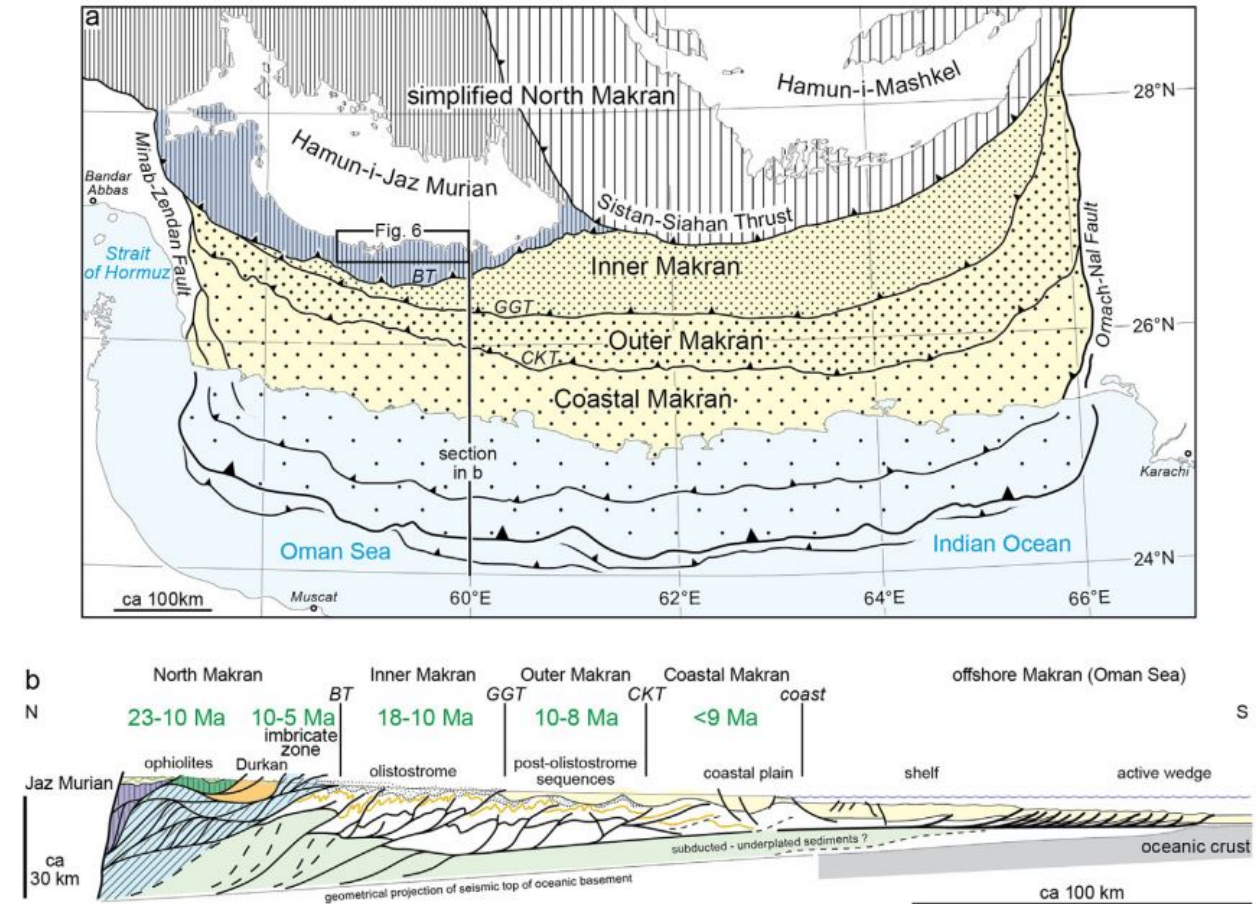 a
simplified North Makran
Hamun-i-Mashkel
28°N
Hamun-i-Jaz Murian
Minab-Zendan Fault
Bandar
Abbas
Sistan-Siahan Thrust
Fig. 6
Strait
of Hormuz
BT
Inner Makran
Ornach-Nal Fault
GGT
26°N
Outer Makran
CKT
Coastal Makran
section
in b
Karachi
Oman Sea
Indian Ocean
24°N
ca 100km
Muscat
60°E
62°E
64°E
66°E
b
North Makran
Inner Makran
Outer Makran
Coastal Makran
offshore Makran (Oman Sea)
N
BT
GGT
CKT
coast
S
23-10 Ma
10-5 Ma
18-10 Ma
10-8 Ma
<9 Ma
imbricate
zone
ophiolites
Durkan
olistostrome
post-olistostrome
sequences
coastal plain
shelf
active wedge
Jaz Murian
ca
30 km
subducted - underplated sediments ?
oceanic crust
geometrical projection of seismic top of oceanic basement
ca 100 km